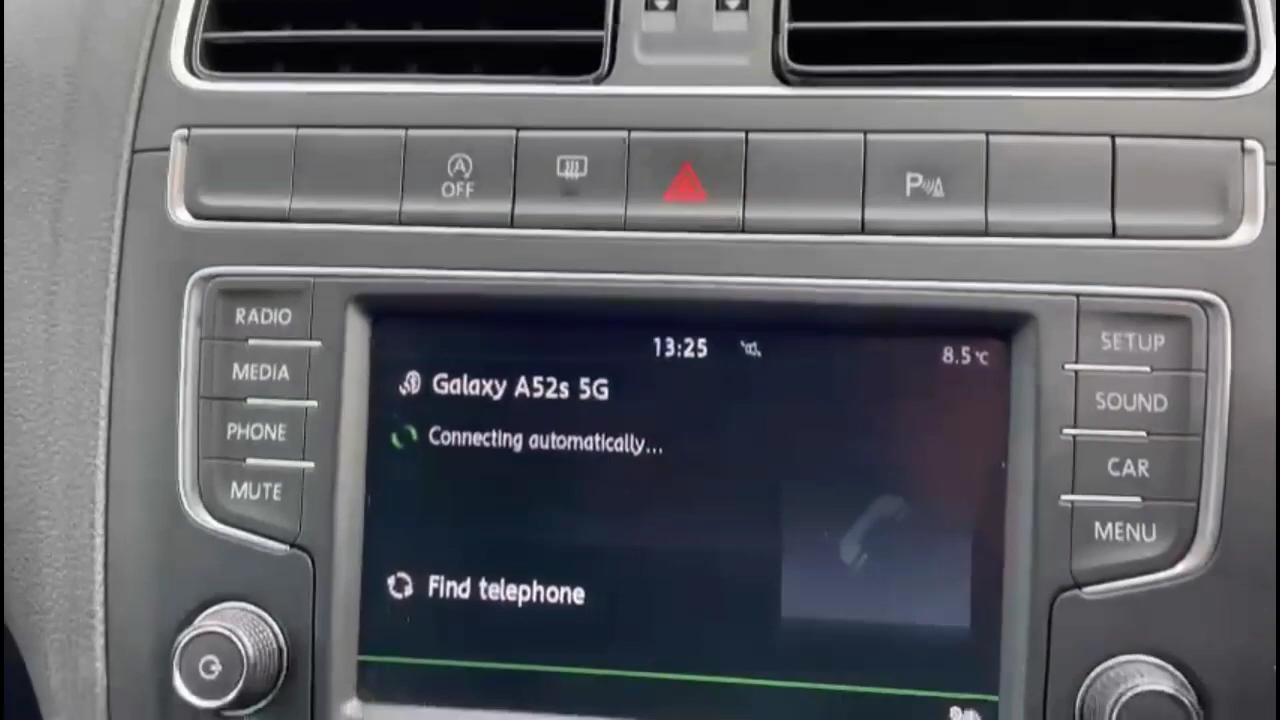 A
OFF
P
RADIO
MEDIA
PHONE
MUTE
13:25
8.5°C
Galaxy A52s 5G
Connecting automatically...
Find telephone
SETUP
SOUND
CAR
MENU